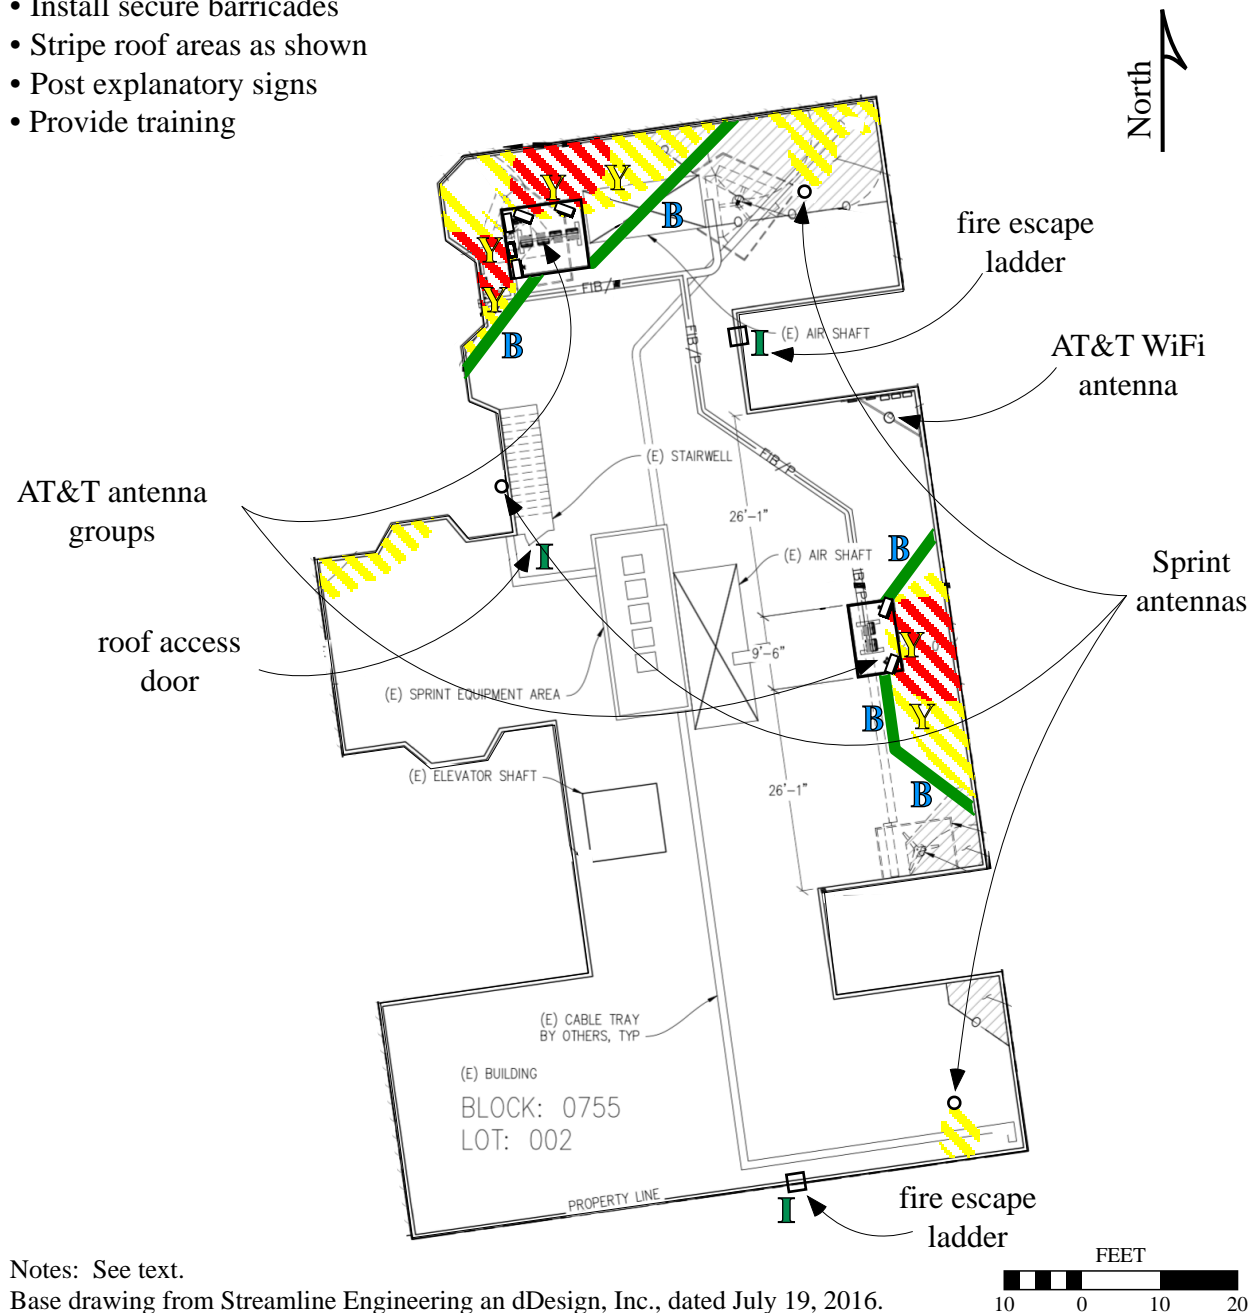 • Install secure barricades
• Stripe roof areas as shown
• Post explanatory signs
• Provide training
North
Y
Y
B
fire escape
ladder
Y
Y
FIB/
B
FIB/P
(E) AIR SHAFT
I
AT&T WiFi
antenna
(E) STAIRWELL
FIB/P
AT&T antenna
groups
26'-1"
I
(E) AIR SHAFT
B
Sprint
antennas
roof access
door
9'-6"
Y
(E) SPRINT EQUIPMENT AREA
B
Y
(E) ELEVATOR SHAFT
26'-1"
B
(E) CABLE TRAY
BY OTHERS, TYP
(E) BUILDING
BLOCK: 0755
LOT: 002
PROPERTY LINE
I
fire escape
ladder
Notes: See text.
FEET
Base drawing from Streamline Engineering an dDesign, Inc., dated July 19, 2016.
10 0 10 20